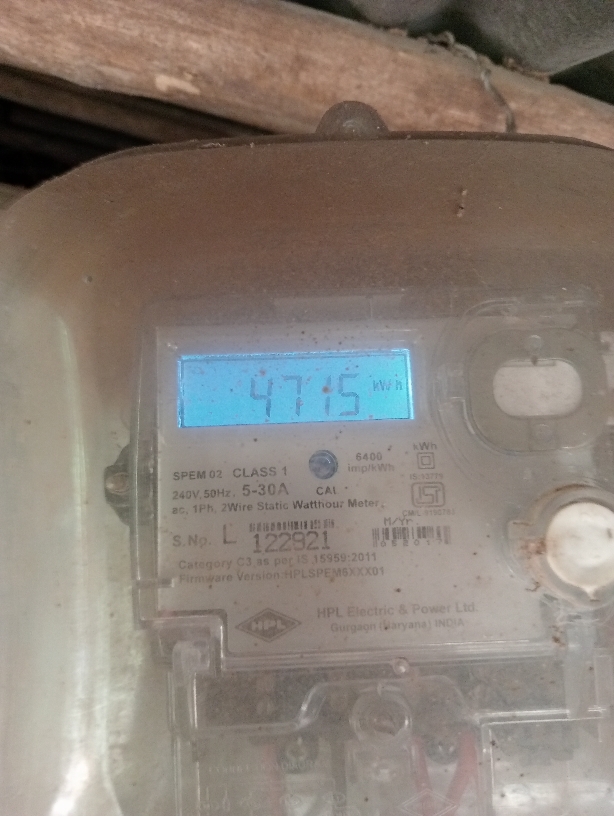 4715 kWh
SPEM 02 CLASS 1
6400 imp/kWh
kWh
240V, 50Hz, 5-30A CAL
ac, 1Ph, 2Wire Static Watthour Meter
M/Yr.
S.No. L 122921
Category C3 as per IS 15959:2011
Firmware Version:HPLSPEM6XXX01
HPL
HPL Electric & Power Ltd.
Gurgaon (Haryana) INDIA